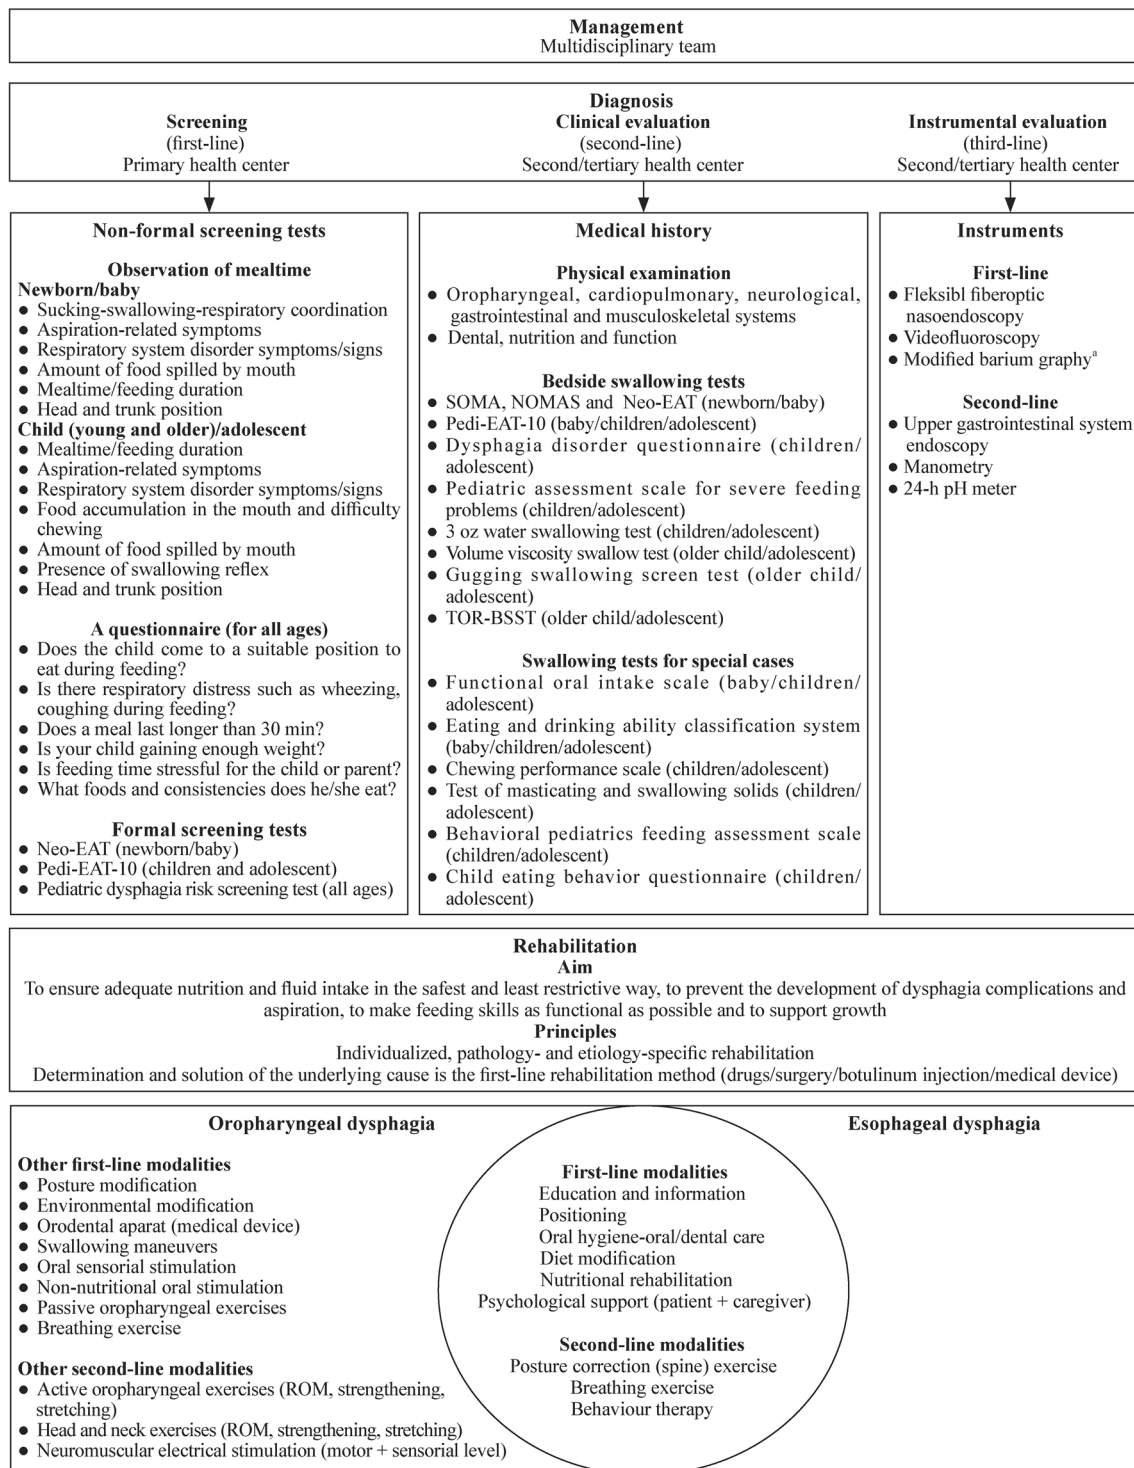 Management
Multidisciplinary team
Diagnosis
Screening
(first-line)
Primary health center
Clinical evaluation
(second-line)
Second/tertiary health center
Instrumental evaluation
(third-line)
Second/tertiary health center
Non-formal screening tests
Observation of mealtime
Newborn/baby
● Sucking-swallowing-respiratory coordination
● Aspiration-related symptoms
● Respiratory system disorder symptoms/signs
● Amount of food spilled by mouth
● Mealtime/feeding duration
● Head and trunk position
Child (young and older)/adolescent
● Mealtime/feeding duration
● Aspiration-related symptoms
● Respiratory system disorder symptoms/signs
● Food accumulation in the mouth and difficulty
chewing
● Amount of food spilled by mouth
● Presence of swallowing reflex
● Head and trunk position
A questionnaire (for all ages)
● Does the child come to a suitable position to
eat during feeding?
● Is there respiratory distress such as wheezing,
coughing during feeding?
● Does a meal last longer than 30 min?
● Is your child gaining enough weight?
● Is feeding time stressful for the child or parent?
● What foods and consistencies does he/she eat?
Formal screening tests
● Neo-EAT (newborn/baby)
● Pedi-EAT-10 (children and adolescent)
● Pediatric dysphagia risk screening test (all ages)
Medical history
Physical examination
● Oropharyngeal, cardiopulmonary, neurological,
gastrointestinal and musculoskeletal systems
● Dental, nutrition and function
Bedside swallowing tests
● SOMA, NOMAS and Neo-EAT (newborn/baby)
● Pedi-EAT-10 (baby/children/adolescent)
● Dysphagia disorder questionnaire (children/
adolescent)
● Pediatric assessment scale for severe feeding
problems (children/adolescent)
● 3 oz water swallowing test (children/adolescent)
● Volume viscosity swallow test (older child/adolescent)
● Gugging swallowing screen test (older child/
adolescent)
● TOR-BSST (older child/adolescent)
Swallowing tests for special cases
● Functional oral intake scale (baby/children/
adolescent)
● Eating and drinking ability classification system
(baby/children/adolescent)
● Chewing performance scale (children/adolescent)
● Test of masticating and swallowing solids (children/
adolescent)
● Behavioral pediatrics feeding assessment scale
(children/adolescent)
● Child eating behavior questionnaire (children/
adolescent)
Instruments
First-line
● Fleksibl fiberoptic
nasoendoscopy
● Videofluoroscopy
● Modified barium graphyᵃ
Second-line
● Upper gastrointestinal system
endoscopy
● Manometry
● 24-h pH meter
Rehabilitation
Aim
To ensure adequate nutrition and fluid intake in the safest and least restrictive way, to prevent the development of dysphagia complications and
aspiration, to make feeding skills as functional as possible and to support growth
Principles
Individualized, pathology- and etiology-specific rehabilitation
Determination and solution of the underlying cause is the first-line rehabilitation method (drugs/surgery/botulinum injection/medical device)
Oropharyngeal dysphagia
Other first-line modalities
● Posture modification
● Environmental modification
● Orodental aparat (medical device)
● Swallowing maneuvers
● Oral sensorial stimulation
● Non-nutritional oral stimulation
● Passive oropharyngeal exercises
● Breathing exercise
Other second-line modalities
● Active oropharyngeal exercises (ROM, strengthening,
stretching)
● Head and neck exercises (ROM, strengthening, stretching)
● Neuromuscular electrical stimulation (motor + sensorial level)
First-line modalities
Education and information
Positioning
Oral hygiene-oral/dental care
Diet modification
Nutritional rehabilitation
Psychological support (patient + caregiver)
Second-line modalities
Posture correction (spine) exercise
Breathing exercise
Behaviour therapy
Esophageal dysphagia